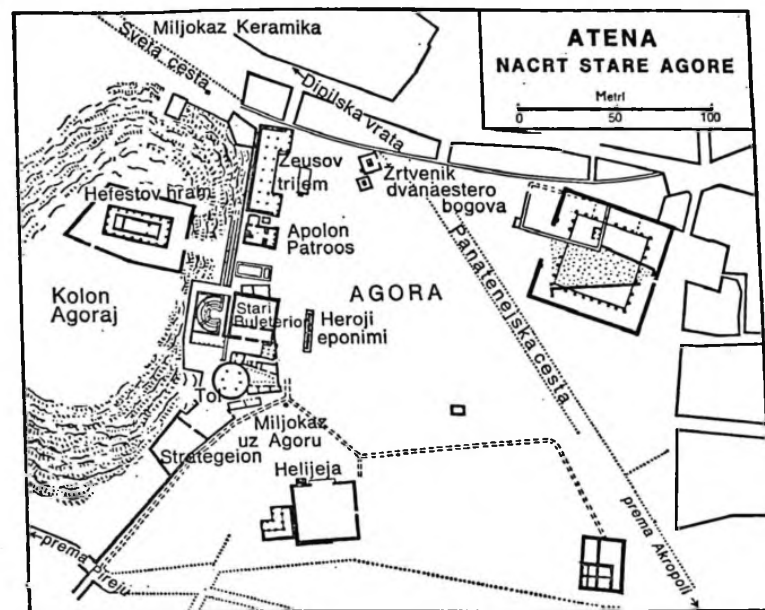 ATENA
NACRT STARE AGORE
Metri
0 50 100
Miljokaz Keramika
Sveta cesta
Dipilska vrata
Zeusov
trijem
Žrtvenik
dvanaestero
bogova
Hefestov hram
Apolon
Patroos
Panatenejska cesta
AGORA
Kolon
Agoraj
Stari
Buleterion
Heroji
eponimi
Tol
Miljokaz
uz Agoru
Strategeion
Helijeja
prema Pireju
prema Akropoli